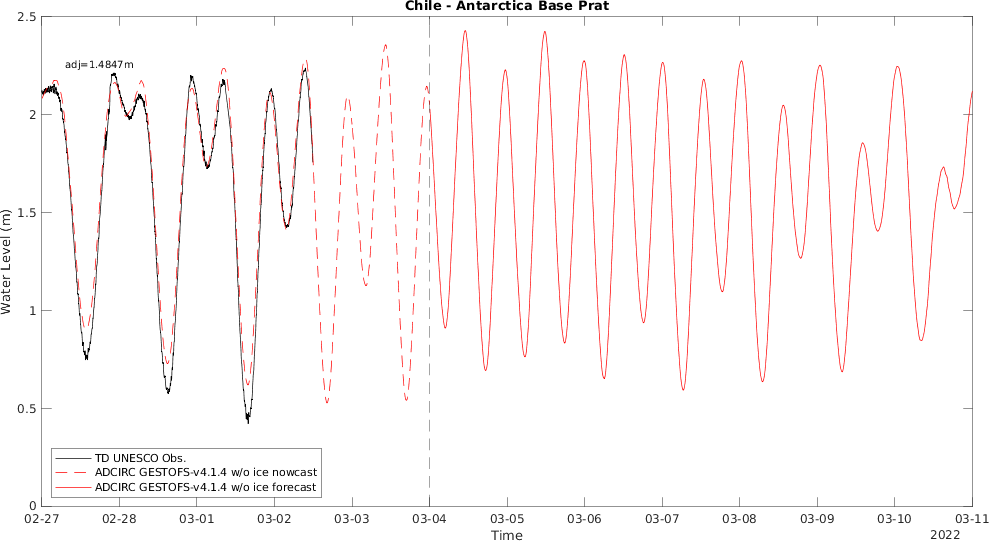 Chile - Antarctica Base Prat
adj=1.4847m
2.5
2
1.5
1
0.5
0
Water Level (m)
TD UNESCO Obs.
ADCIRC GESTOFS-v4.1.4 w/o ice nowcast
ADCIRC GESTOFS-v4.1.4 w/o ice forecast
02-27 02-28 03-01 03-02 03-03 03-04 03-05 03-06 03-07 03-08 03-09 03-10 03-11
Time
2022